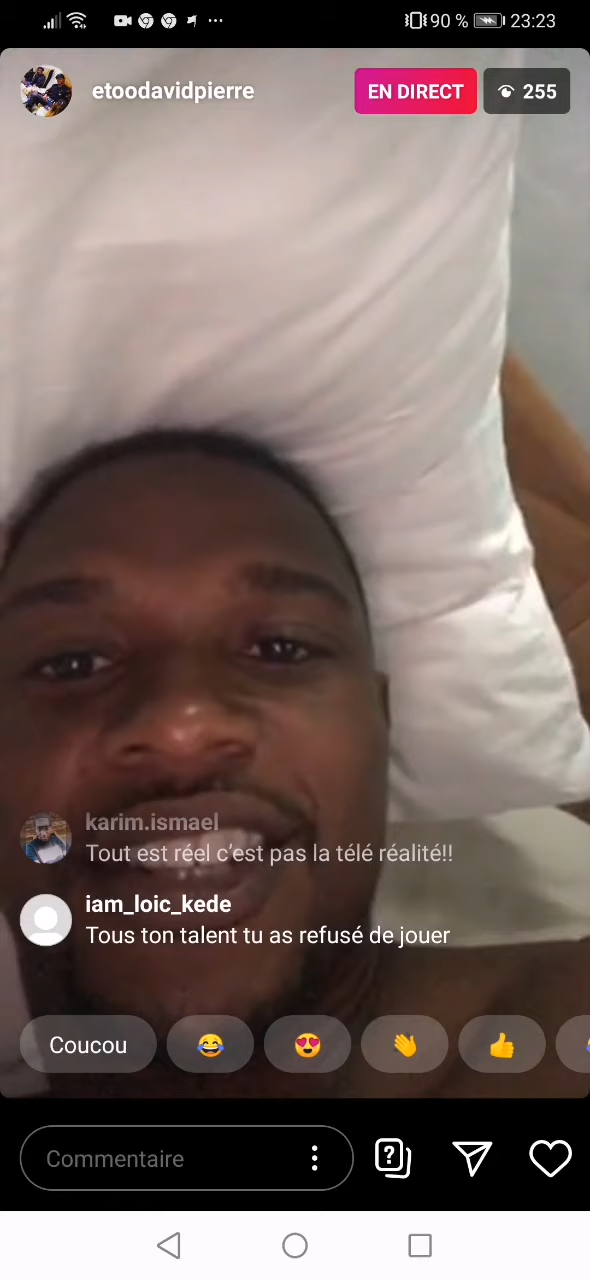 90 % 23:23
etoodavidpierre EN DIRECT 255
karim.ismael
Tout est réel c'est pas la télé réalité!!
iam_loic_kede
Tous ton talent tu as refusé de jouer
Coucou
Commentaire